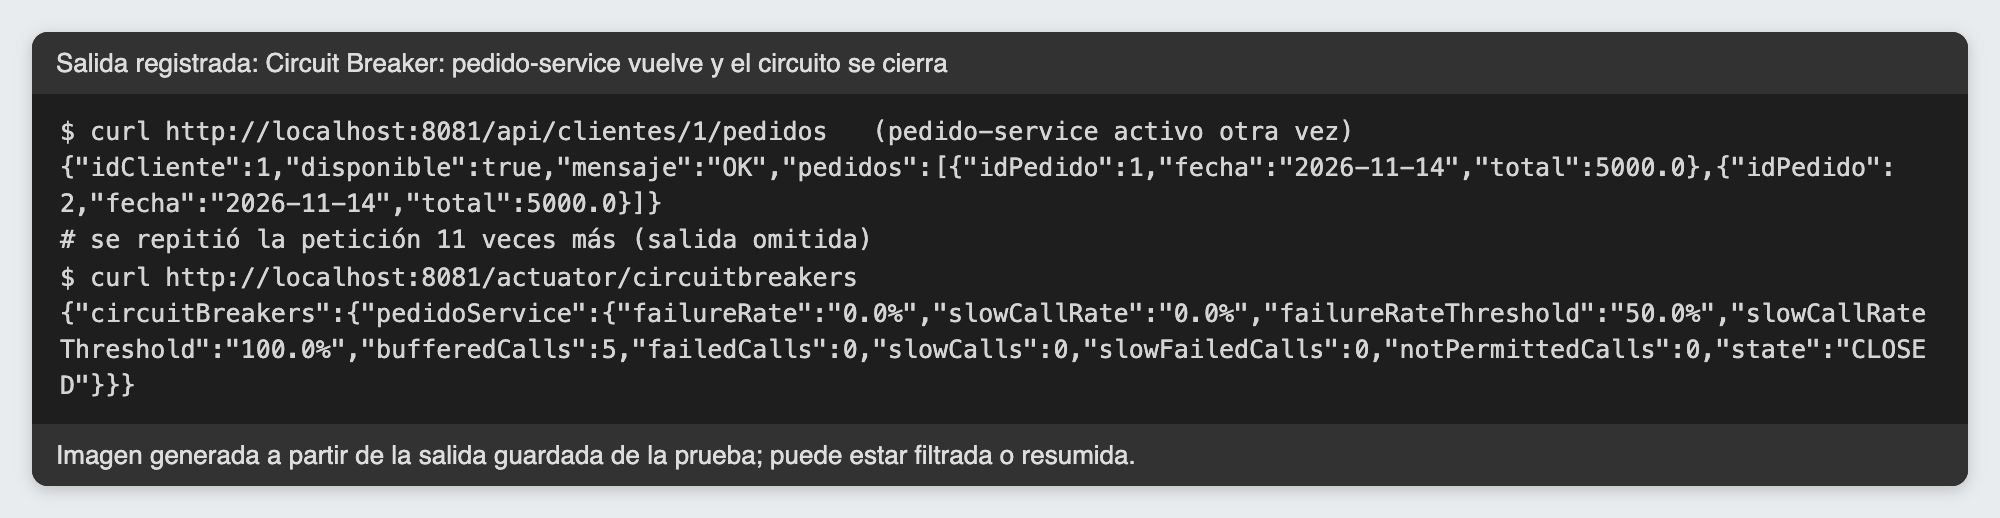 Salida registrada: Circuit Breaker: pedido-service vuelve y el circuito se cierra
$ curl http://localhost:8081/api/clientes/1/pedidos   (pedido-service activo otra vez)
{"idCliente":1,"disponible":true,"mensaje":"OK","pedidos":[{"idPedido":1,"fecha":"2026-11-14","total":5000.0},{"idPedido":
2,"fecha":"2026-11-14","total":5000.0}]}
# se repitió la petición 11 veces más (salida omitida)
$ curl http://localhost:8081/actuator/circuitbreakers
{"circuitBreakers":{"pedidoService":{"failureRate":"0.0%","slowCallRate":"0.0%","failureRateThreshold":"50.0%","slowCallRate
Threshold":"100.0%","bufferedCalls":5,"failedCalls":0,"slowCalls":0,"slowFailedCalls":0,"notPermittedCalls":0,"state":"CLOSE
D"}}}
Imagen generada a partir de la salida guardada de la prueba; puede estar filtrada o resumida.